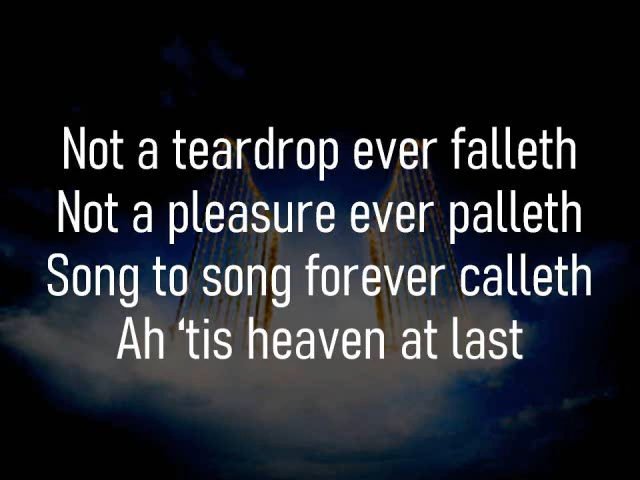 Not a teardrop ever falleth
Not a pleasure ever palleth
Song to song forever calleth
Ah ‘tis heaven at last